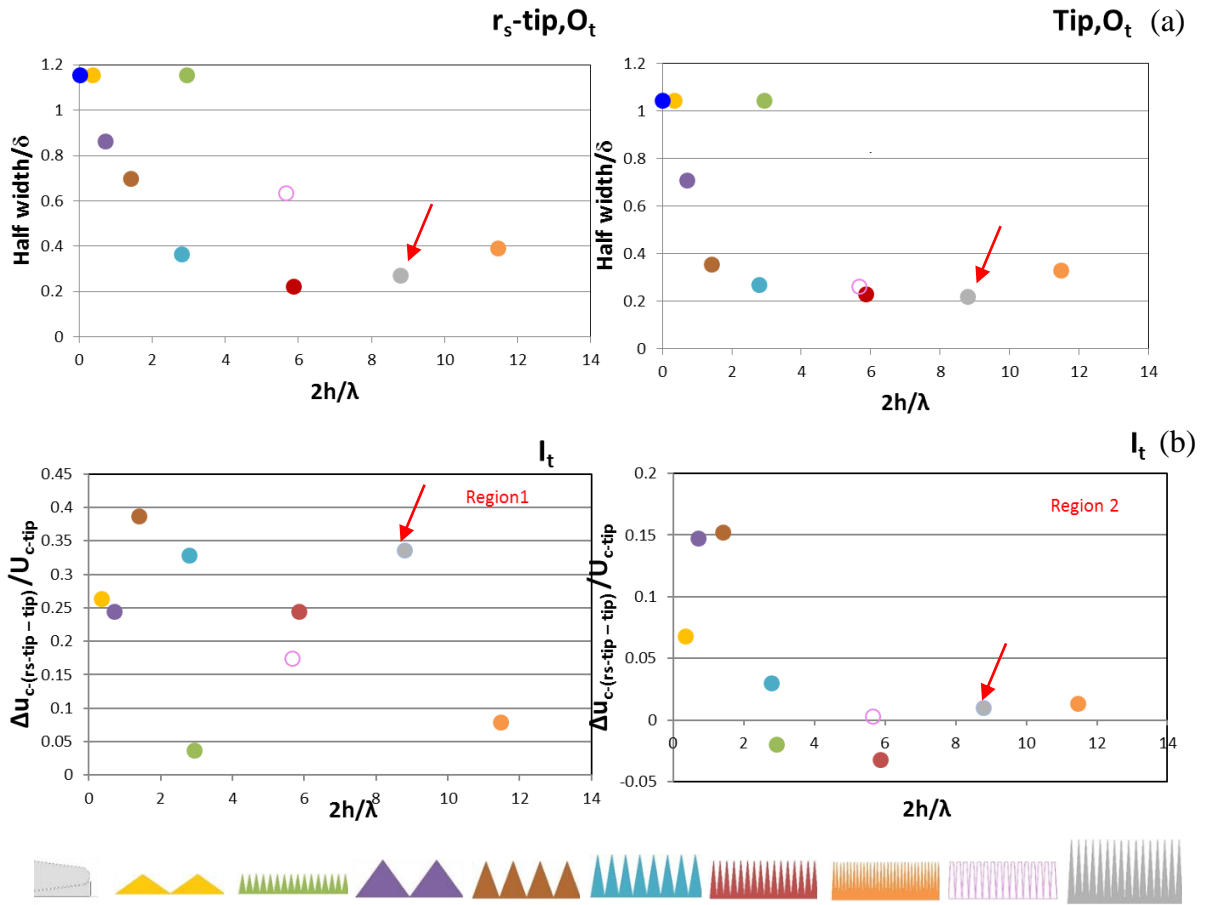 rs-tip,Ot
Tip,Ot (a)
Half width/δ
1.2
1
0.8
0.6
0.4
0.2
0
0 2 4 6 8 10 12 14
2h/λ
Half width/δ
1.2
1
0.8
0.6
0.4
0.2
0
0 2 4 6 8 10 12 14
2h/λ
It
It (b)
Δuc-(rs-tip – tip) /Uc-tip
0.45
0.4
0.35
0.3
0.25
0.2
0.15
0.1
0.05
0
Region1
0 2 4 6 8 10 12 14
2h/λ
Δuc-(rs-tip – tip) /Uc-tip
0.2
0.15
0.1
0.05
0
-0.05
Region 2
0 2 4 6 8 10 12 14
2h/λ